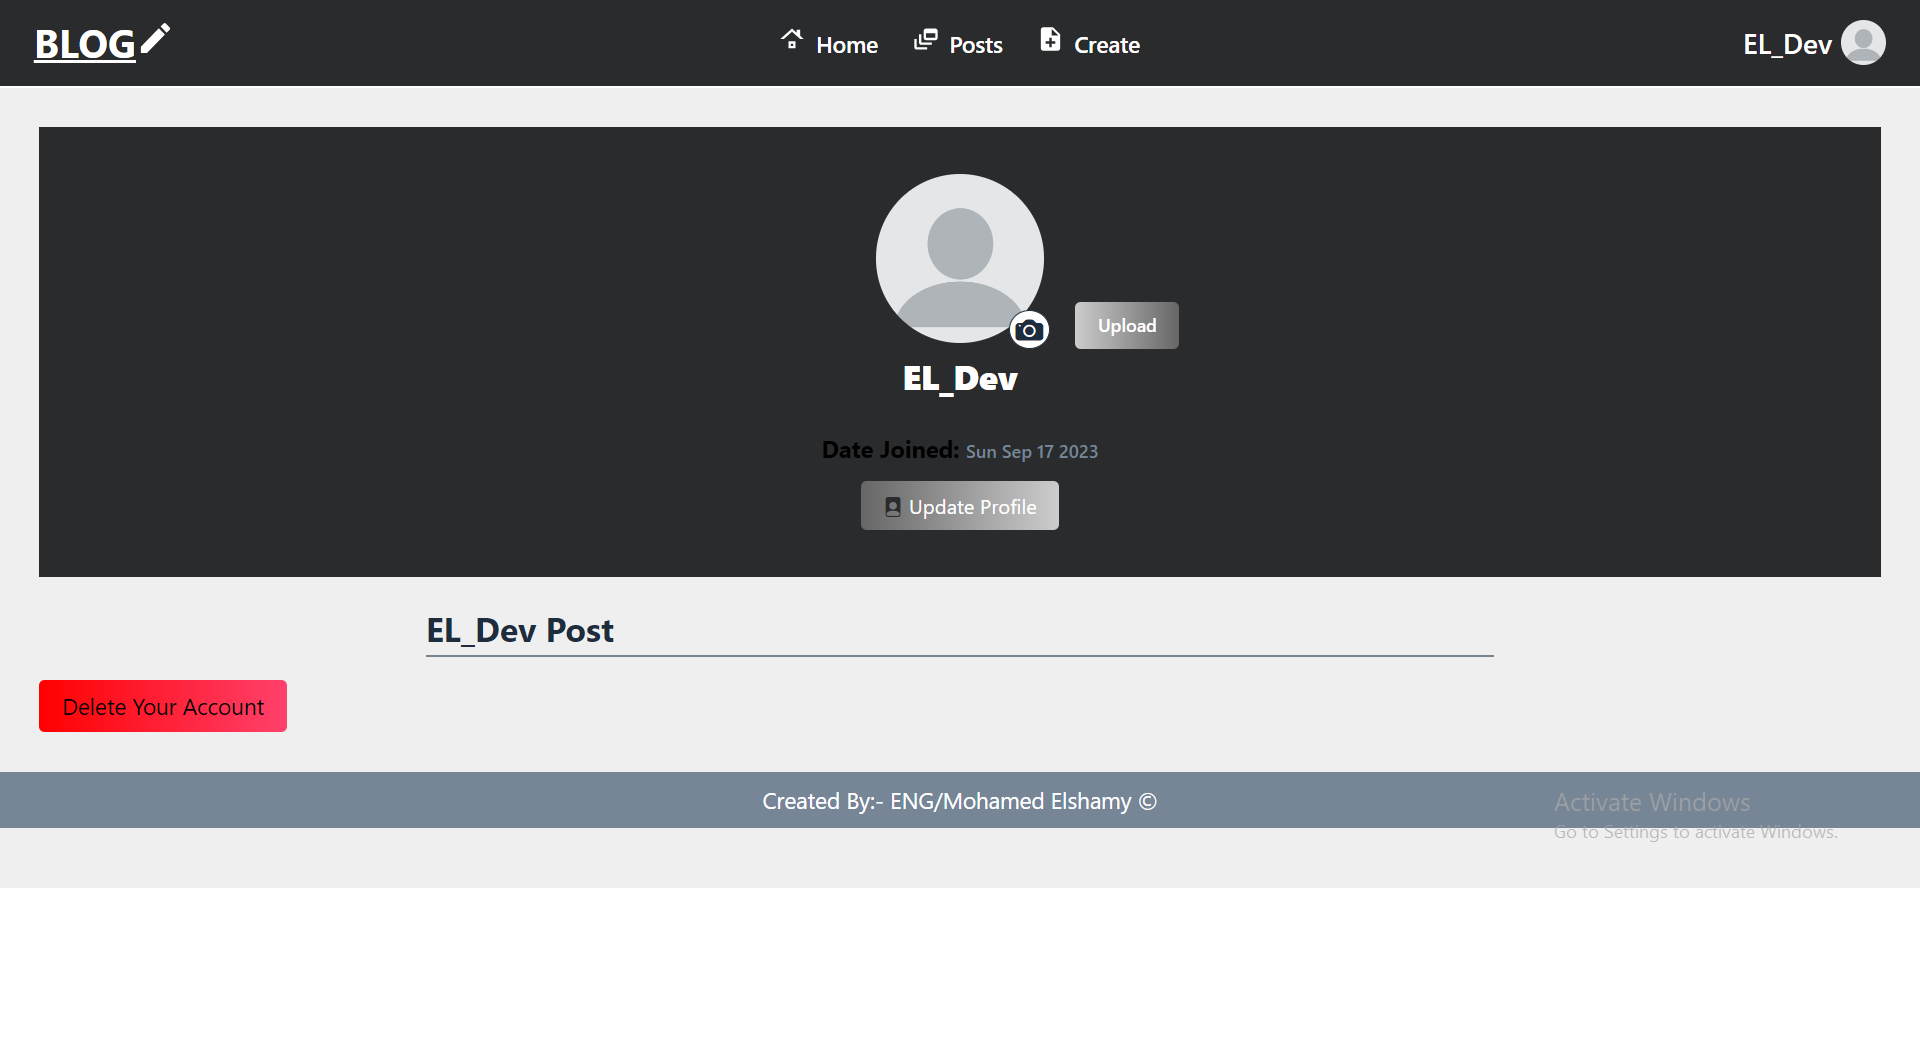 BLOG
Home
Posts
Create
EL_Dev
Upload
EL_Dev
Date Joined: Sun Sep 17 2023
Update Profile
EL_Dev Post
Delete Your Account
Created By:- ENG/Mohamed Elshamy ©
Activate Windows
Go to Settings to activate Windows.